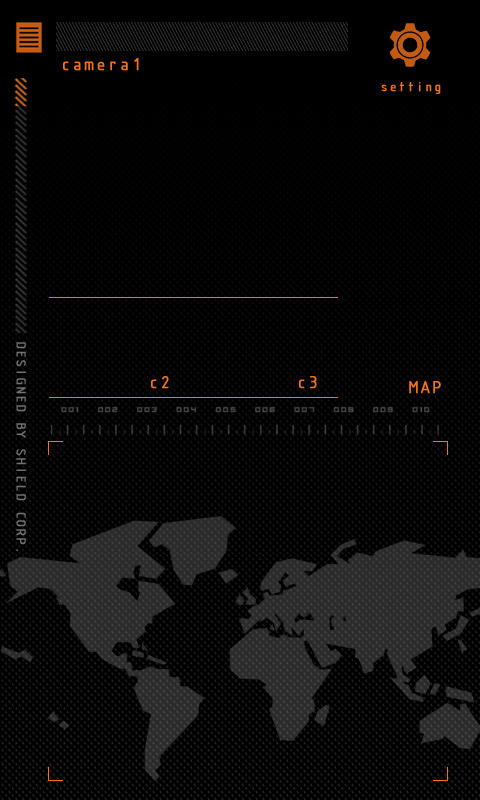 camera1
setting
c2
c3
MAP
001 002 003 004 005 006 007 008 009 010
DESIGNED BY SHIELD CORP.